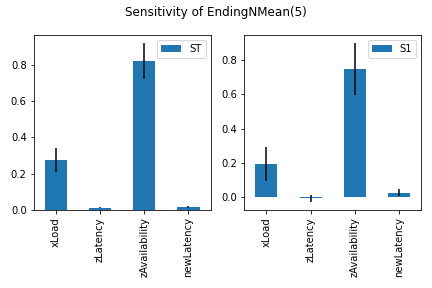 Sensitivity of EndingNMean(5)
ST
0.8
0.6
0.4
0.2
0.0
xLoad
zLatency
zAvailability
newLatency
S1
0.8
0.6
0.4
0.2
0.0
xLoad
zLatency
zAvailability
newLatency